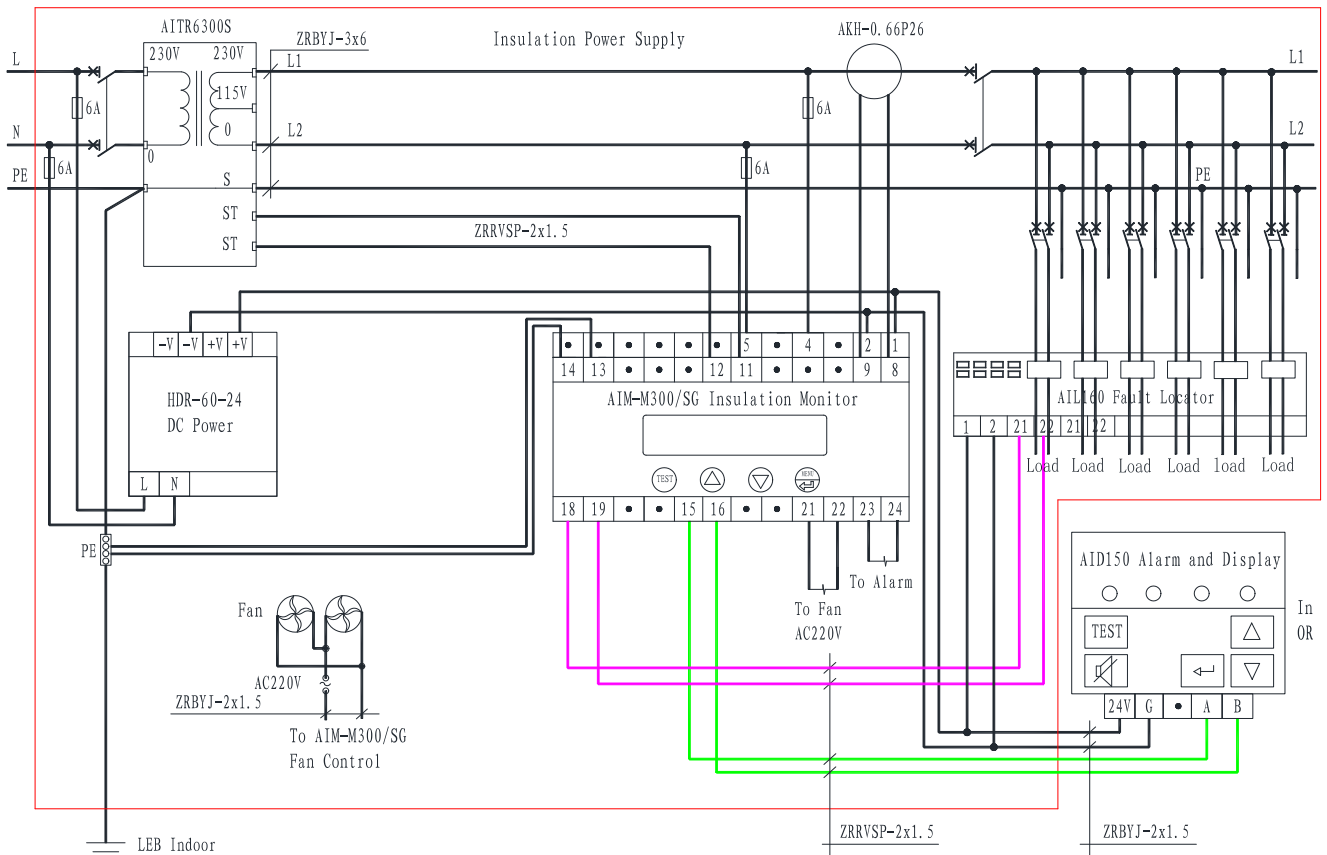 AITR6300S
ZRBYJ-3x6
Insulation Power Supply
AKH-0.66P26
L
230V
230V
L1
L1
6A
115V
6A
N
0
L2
L2
6A
0
6A
PE
S
PE
ST
ST
ZRRVSP-2x1.5
-V -V +V +V
5 4 2 1
14 13 12 11 9 8
HDR-60-24
DC Power
AIM-M300/SG Insulation Monitor
AIL160 Fault Locator
1 2 21 22 21 22
Load Load Load Load load Load
TEST
MENU
L N
18 19 15 16 21 22 23 24
PE
AID150 Alarm and Display
To Alarm
Fan
To Fan
AC220V
In
OR
TEST
AC220V
ZRBYJ-2x1.5
24V G A B
To AIM-M300/SG
Fan Control
ZRRVSP-2x1.5
ZRBYJ-2x1.5
LEB Indoor